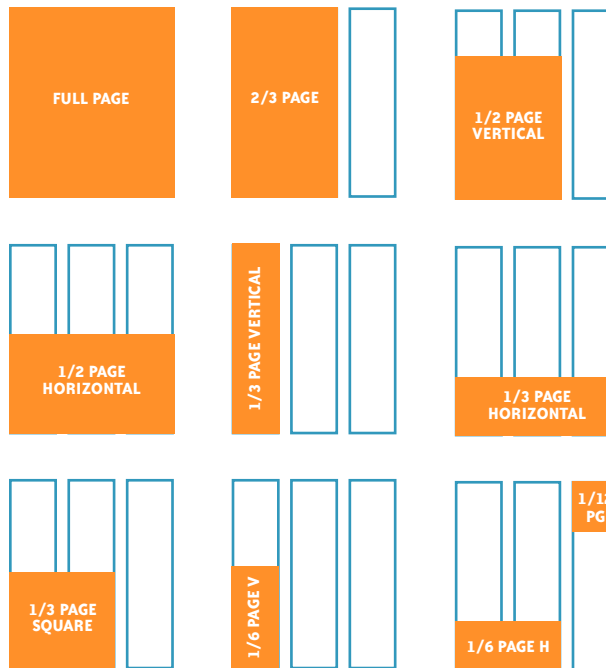 FULL PAGE
2/3 PAGE
1/2 PAGE
VERTICAL
1/2 PAGE
HORIZONTAL
1/3 PAGE VERTICAL
1/3 PAGE
HORIZONTAL
1/3 PAGE
SQUARE
1/6 PAGE V
1/6 PAGE H
PG